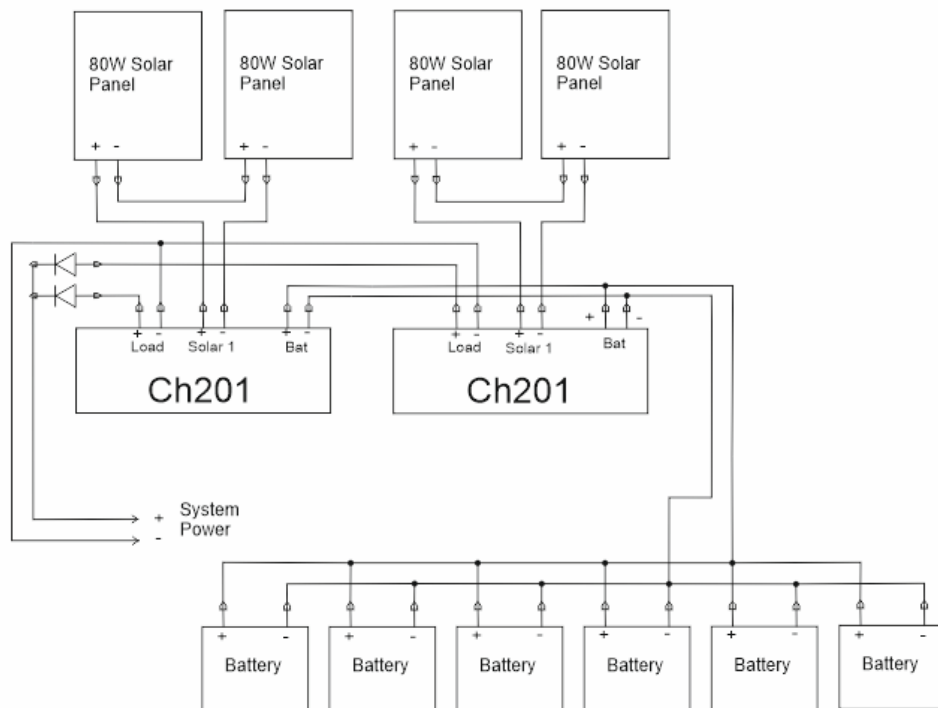 80W Solar
Panel
80W Solar
Panel
80W Solar
Panel
80W Solar
Panel
+ -
+ -
+ -
+ -
+ -
Load
+ -
Solar 1
+ -
Bat
Ch201
+ -
Load
+ -
Solar 1
+ -
Bat
Ch201
+ System
Power
-
+ -
Battery
+ -
Battery
+ -
Battery
+ -
Battery
+ -
Battery
+ -
Battery